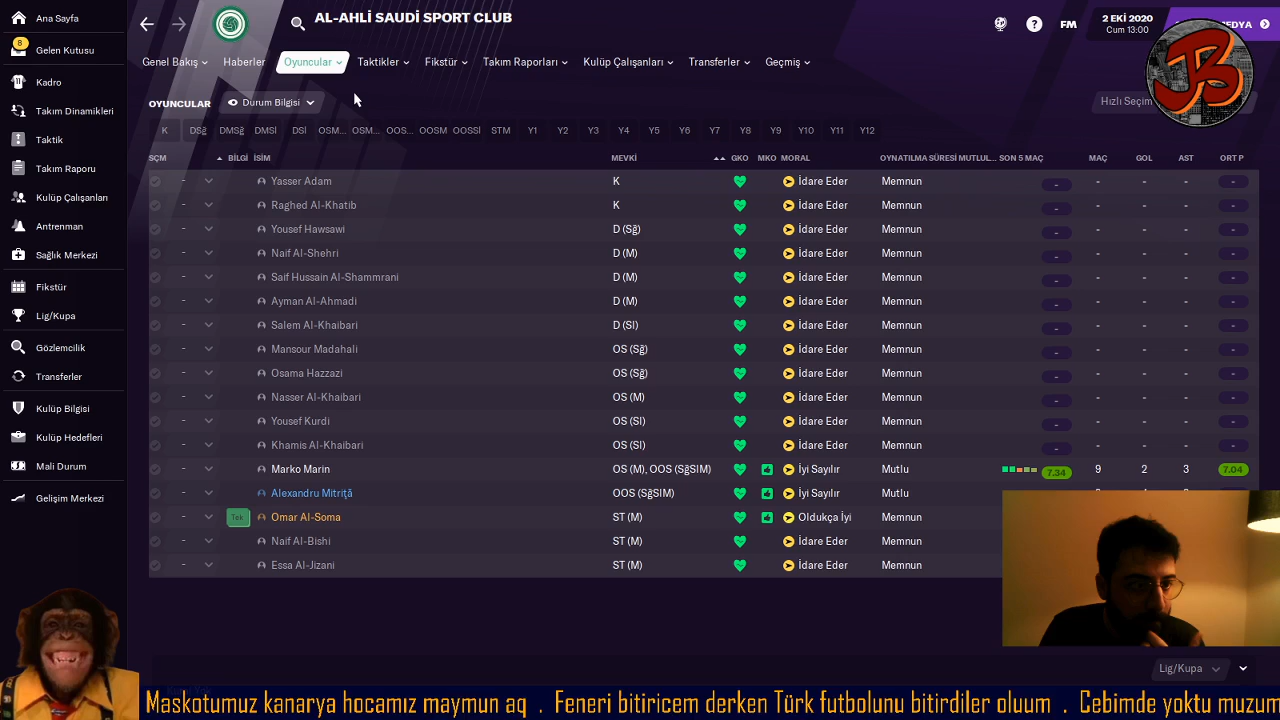 Ana Sayfa
AL-AHLİ SAUDİ SPORT CLUB
FM
2 EKİ 2020
Cum 13:00
EDYA
8
Gelen Kutusu
Genel Bakış
Haberler
Oyuncular
Taktikler
Fikstür
Takım Raporları
Kulüp Çalışanları
Transferler
Geçmiş
JB
Kadro
OYUNCULAR
Durum Bilgisi
Hızlı Seçim
Takım Dinamikleri
K DSğ DMSğ DMSl DSl OSM... OSM... OOS... OOSM OOSSl STM Y1 Y2 Y3 Y4 Y5 Y6 Y7 Y8 Y9 Y10 Y11 Y12
Taktik
SÇM BİLGİ İSİM MEVKİ GKO MKO MORAL OYNATILMA SÜRESİ MUTLUL... SON 5 MAÇ MAÇ GOL AST ORT P
Takım Raporu
- Yasser Adam K İdare Eder Memnun - - - - -
- Raghed Al-Khatib K İdare Eder Memnun - - - - -
Kulüp Çalışanları
- Yousef Hawsawi D (Sğ) İdare Eder Memnun - - - - -
Antrenman
- Naif Al-Shehri D (M) İdare Eder Memnun - - - - -
Sağlık Merkezi
- Saif Hussain Al-Shammrani D (M) İdare Eder Memnun - - - - -
Fikstür
- Ayman Al-Ahmadi D (M) İdare Eder Memnun - - - - -
Lig/Kupa
- Salem Al-Khaibari D (Sl) İdare Eder Memnun - - - - -
Gözlemcilik
- Mansour Madahali OS (Sğ) İdare Eder Memnun - - - - -
- Osama Hazzazi OS (Sğ) İdare Eder Memnun - - - - -
Transferler
- Nasser Al-Khaibari OS (M) İdare Eder Memnun - - - - -
Kulüp Bilgisi
- Yousef Kurdi OS (Sl) İdare Eder Memnun - - - - -
Kulüp Hedefleri
- Khamis Al-Khaibari OS (Sl) İdare Eder Memnun - - - - -
Mali Durum
- Marko Marin OS (M), OOS (SğSlM) İyi Sayılır Mutlu 7.34 9 2 3 7.04
Gelişim Merkezi
- Alexandru Mitriţă OOS (SğSlM) İyi Sayılır Mutlu
- Tek Omar Al-Soma ST (M) Oldukça İyi Memnun
- Naif Al-Bishi ST (M) İdare Eder Memnun
- Essa Al-Jizani ST (M) İdare Eder Memnun
Lig/Kupa
Maskotumuz kanarya hocamız maymun aq . Feneri bitiricem derken Türk futbolunu bitirdiler oluum . Cebimde yoktu muzum